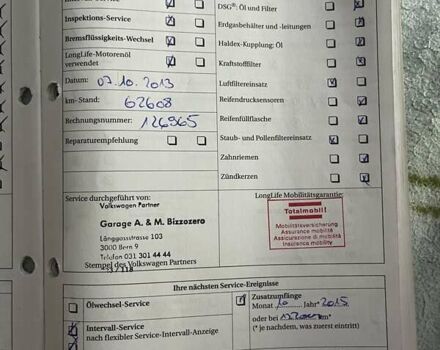 Inspektions-Service
Bremsflüssigkeits-Wechsel
LongLife-Motorenöl
verwendet
Datum: 07.10.2013
km-Stand: 62608
Rechnungsnummer: 126965
Reparaturempfehlung
DSG®: Öl und Filter
Erdgasbehälter und -leitungen
Haldex-Kupplung: Öl
Kraftstofffilter
Luftfiltereinsatz
Reifendrucksensoren
Reifenfüllflasche
Staub- und Pollenfiltereinsatz
Zahnriemen
Zündkerzen
Service durchgeführt von:
Volkswagen Partner
Garage A. & M. Bizzozero
Länggassstrasse 103
3000 Bern 9
Telefon 031 301 44 44
Stempel des Volkswagen Partners
LongLife Mobilitätsgarantie:
Totalmobil!
Mobilitätsversicherung
Assurance mobilité
Assicurazione di mobilità
Insurance mobility
Ihre nächsten Service-Ereignisse
Ölwechsel-Service
Intervall-Service
nach flexibler Service-Intervall-Anzeige
Zusatzumfänge
Monat 10 Jahr* 2015
oder bei km*
(* je nachdem, was zuerst eintritt)